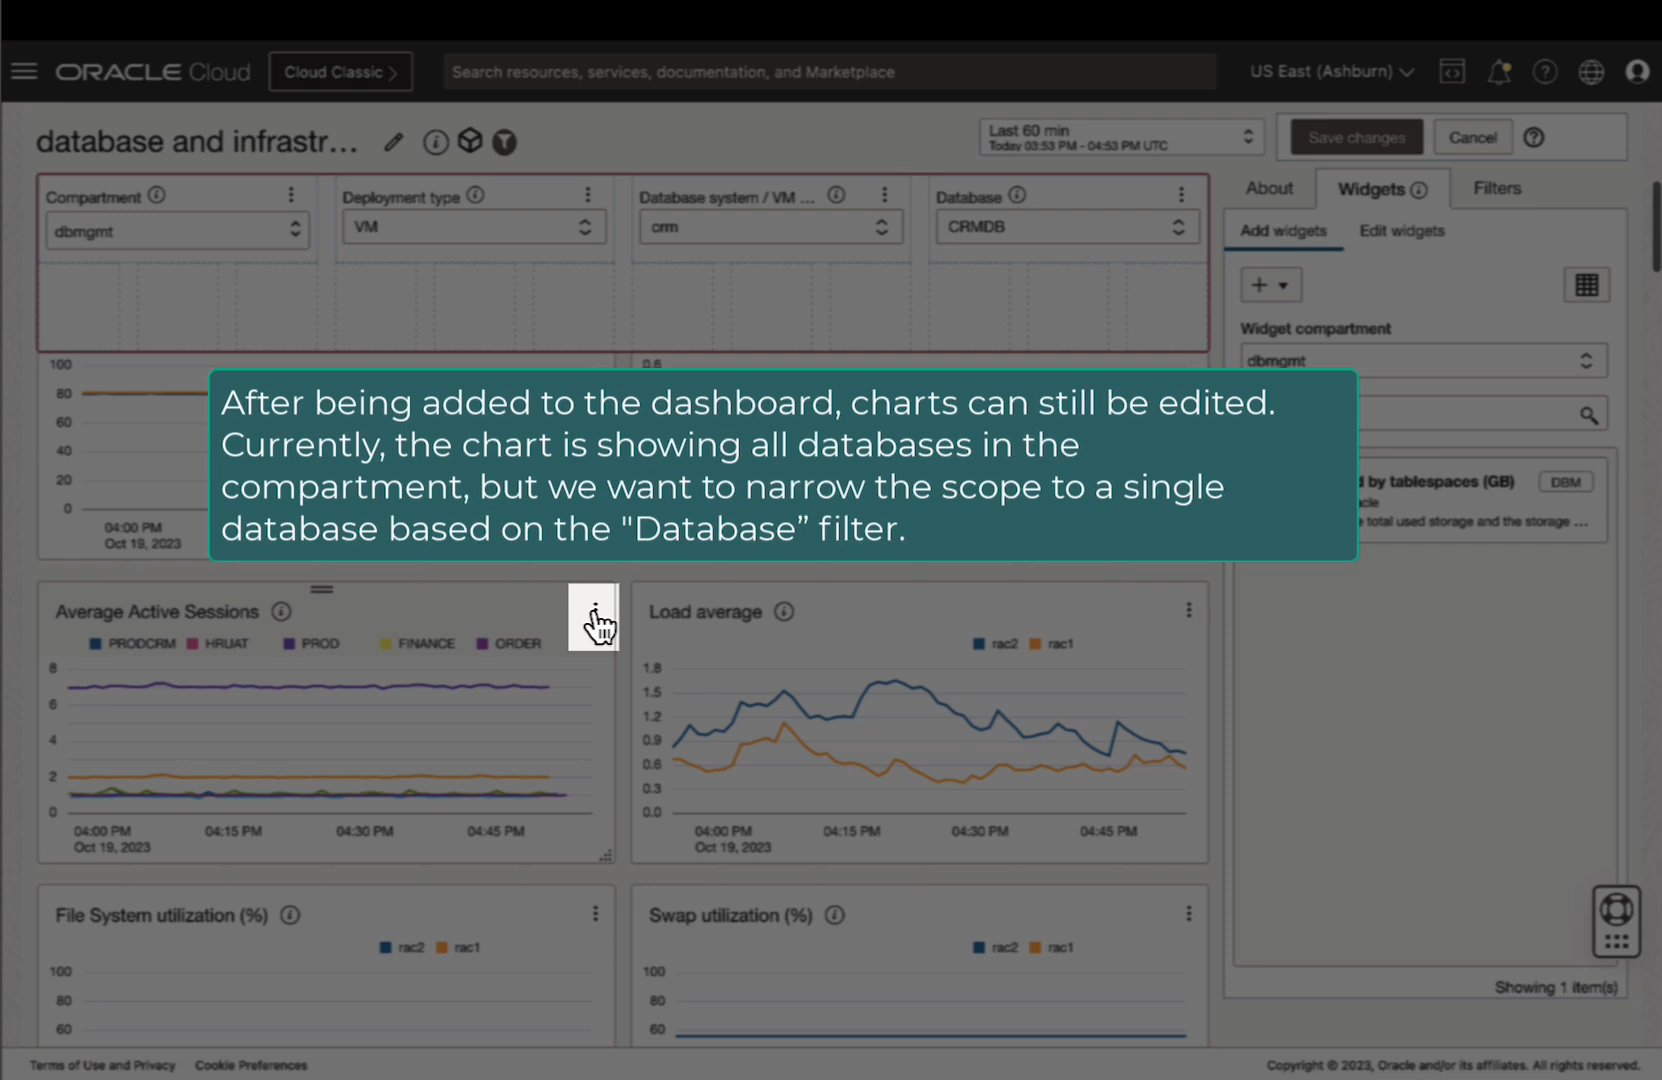 ORACLE Cloud
Cloud Classic
Search resources, services, documentation, and Marketplace
US East (Ashburn)
database and infrastr...
Last 60 min
Today 03:53 PM - 04:53 PM UTC
Save changes
Cancel
Compartment
dbmgmt
Deployment type
VM
Database system / VM ...
crm
Database
CRMDB
About
Widgets
Filters
Add widgets
Edit widgets
Widget compartment
dbmgmt
100
80
60
40
20
0
04:00 PM
Oct 19, 2023
0.6
After being added to the dashboard, charts can still be edited.
Currently, the chart is showing all databases in the
compartment, but we want to narrow the scope to a single
database based on the "Database” filter.
by tablespaces (GB)
DBM
cle
total used storage and the storage ...
Average Active Sessions
PRODCRM HRUAT PROD FINANCE ORDER
8
6
4
2
0
04:00 PM 04:15 PM 04:30 PM 04:45 PM
Oct 19, 2023
Load average
rac2 rac1
1.8
1.5
1.2
0.9
0.6
0.3
0.0
04:00 PM 04:15 PM 04:30 PM 04:45 PM
Oct 19, 2023
File System utilization (%)
rac2 rac1
100
80
60
Swap utilization (%)
rac2 rac1
100
80
60
Showing 1 item(s)
Terms of Use and Privacy
Cookie Preferences
Copyright © 2023, Oracle and/or its affiliates. All rights reserved.